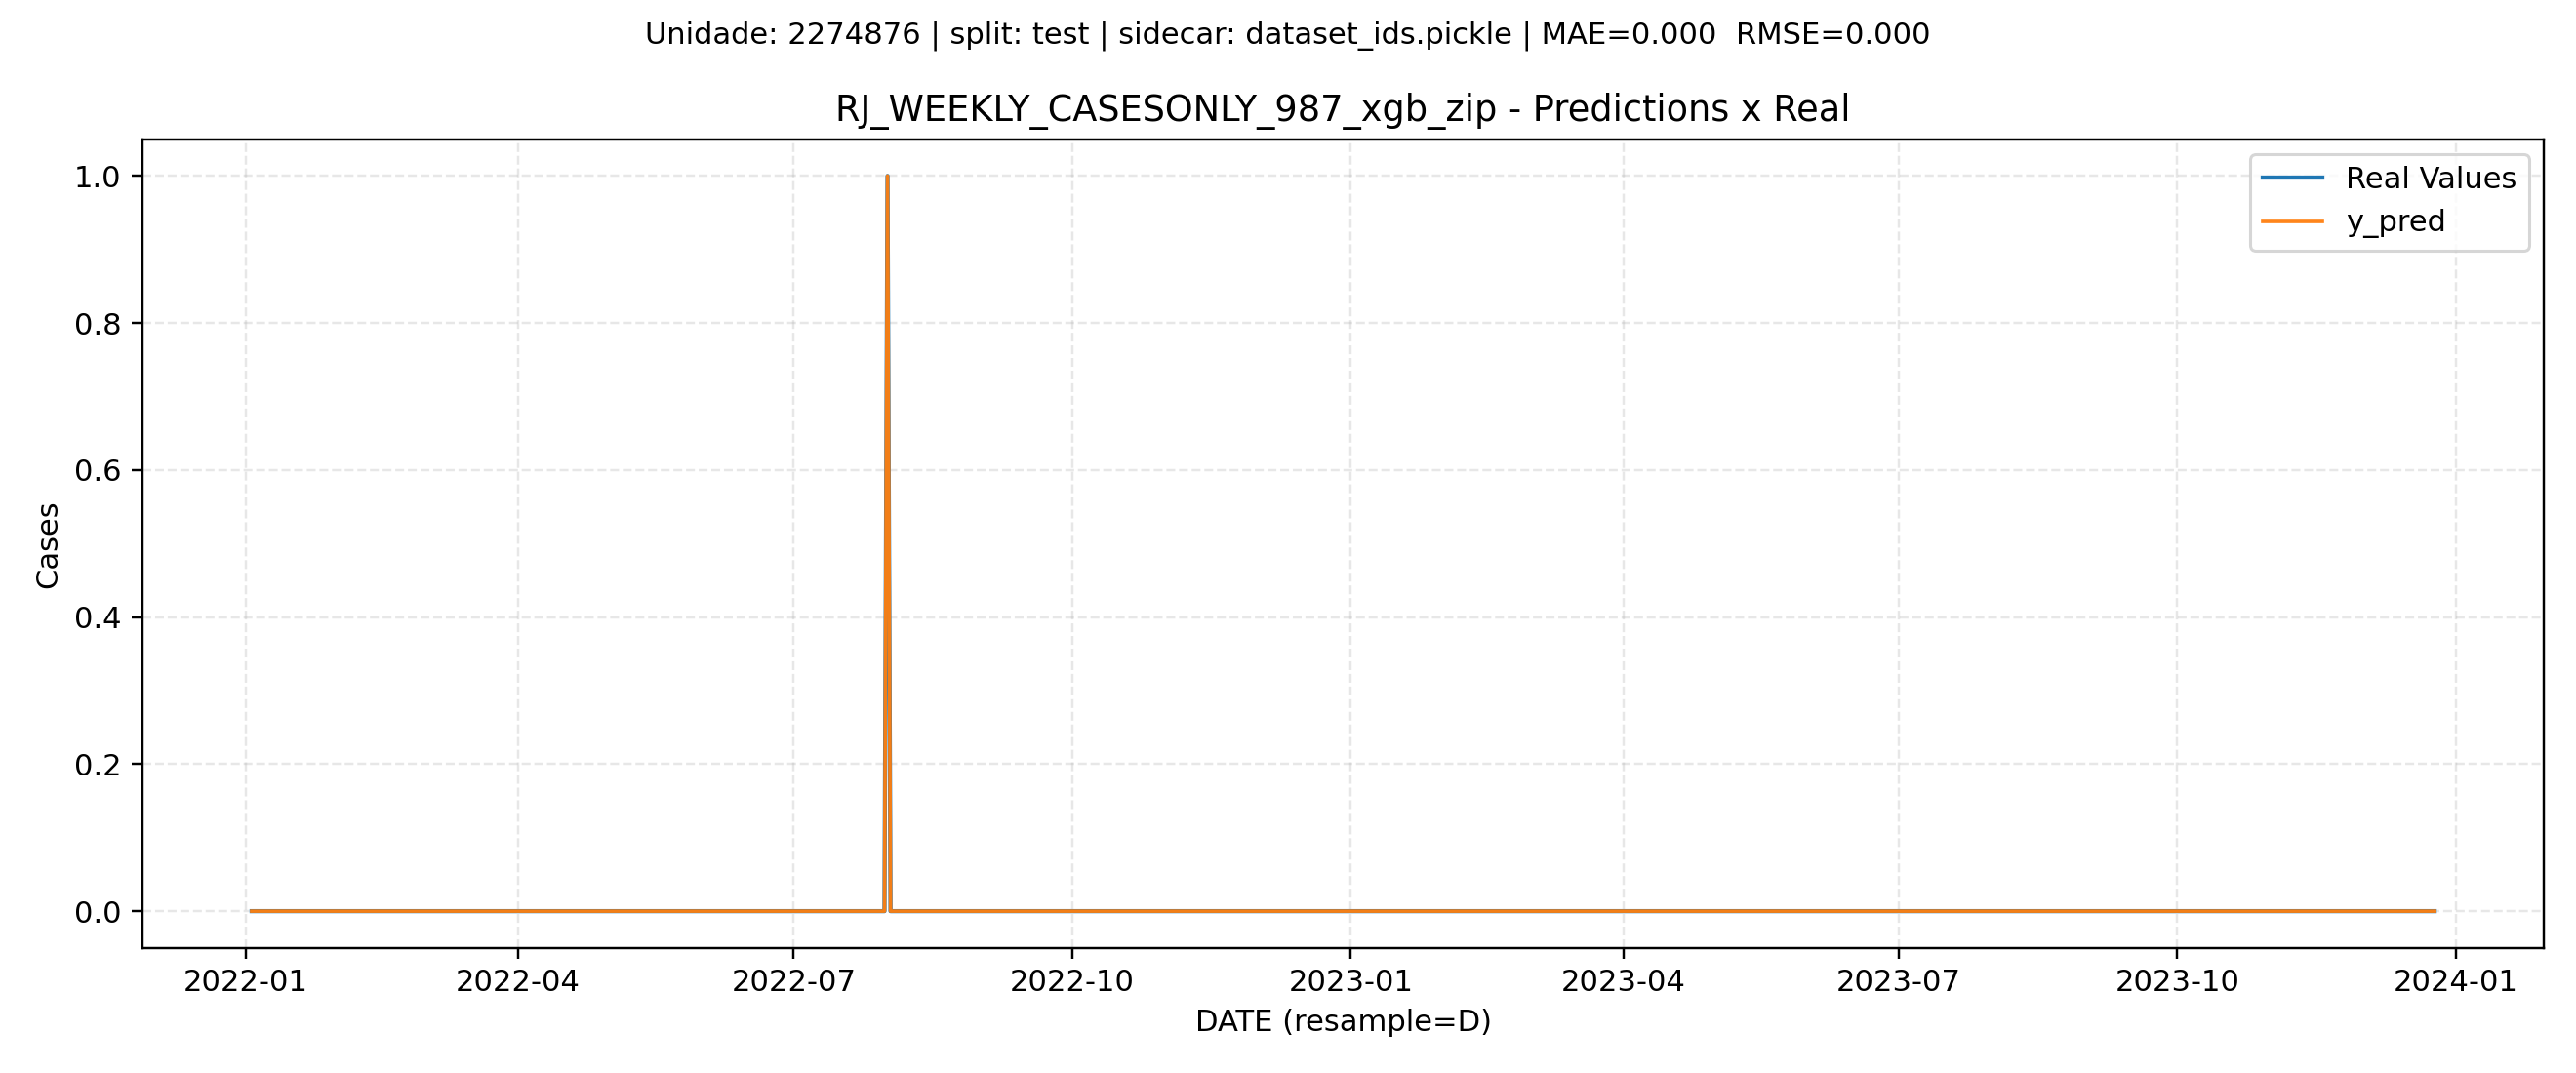 Unidade: 2274876 | split: test | sidecar: dataset_ids.pickle | MAE=0.000  RMSE=0.000
RJ_WEEKLY_CASESONLY_987_xgb_zip - Predictions x Real
Real Values
y_pred
1.0
0.8
0.6
0.4
0.2
0.0
Cases
2022-01 2022-04 2022-07 2022-10 2023-01 2023-04 2023-07 2023-10 2024-01
DATE (resample=D)